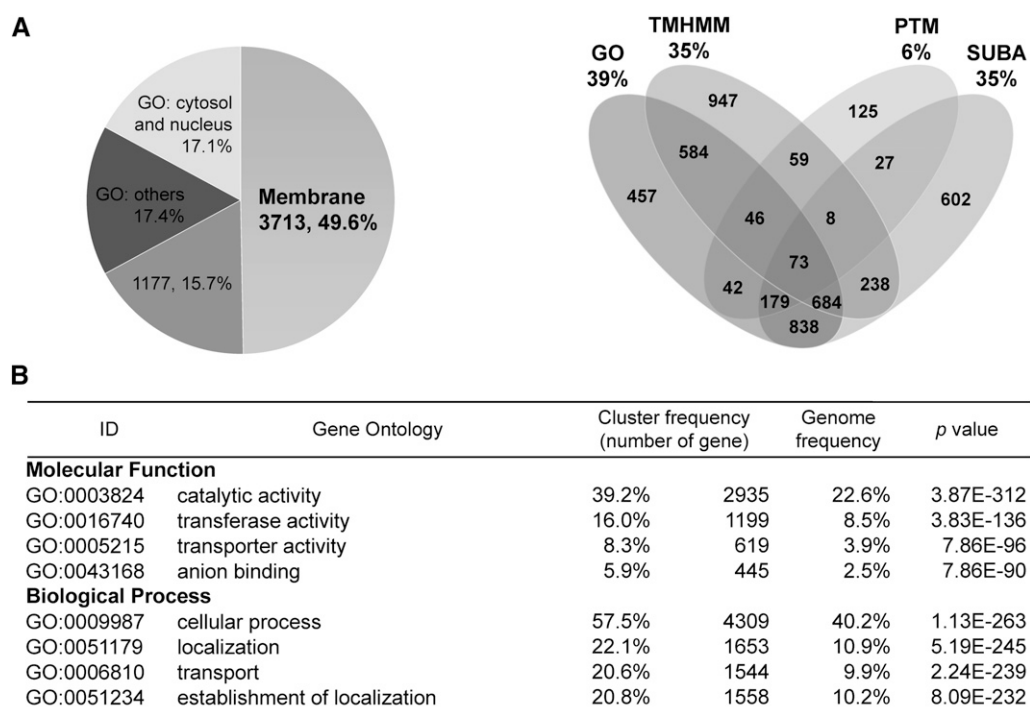 A
GO: cytosol
and nucleus
17.1%
GO: others
17.4%
1177, 15.7%
Membrane
3713, 49.6%
TMHMM
35%
PTM
6%
GO
39%
SUBA
35%
947
125
584
59
27
457
602
46
8
73
42
238
179
684
838
B
ID Gene Ontology Cluster frequency (number of gene) Genome frequency p value
Molecular Function
GO:0003824 catalytic activity 39.2% 2935 22.6% 3.87E-312
GO:0016740 transferase activity 16.0% 1199 8.5% 3.83E-136
GO:0005215 transporter activity 8.3% 619 3.9% 7.86E-96
GO:0043168 anion binding 5.9% 445 2.5% 7.86E-90
Biological Process
GO:0009987 cellular process 57.5% 4309 40.2% 1.13E-263
GO:0051179 localization 22.1% 1653 10.9% 5.19E-245
GO:0006810 transport 20.6% 1544 9.9% 2.24E-239
GO:0051234 establishment of localization 20.8% 1558 10.2% 8.09E-232